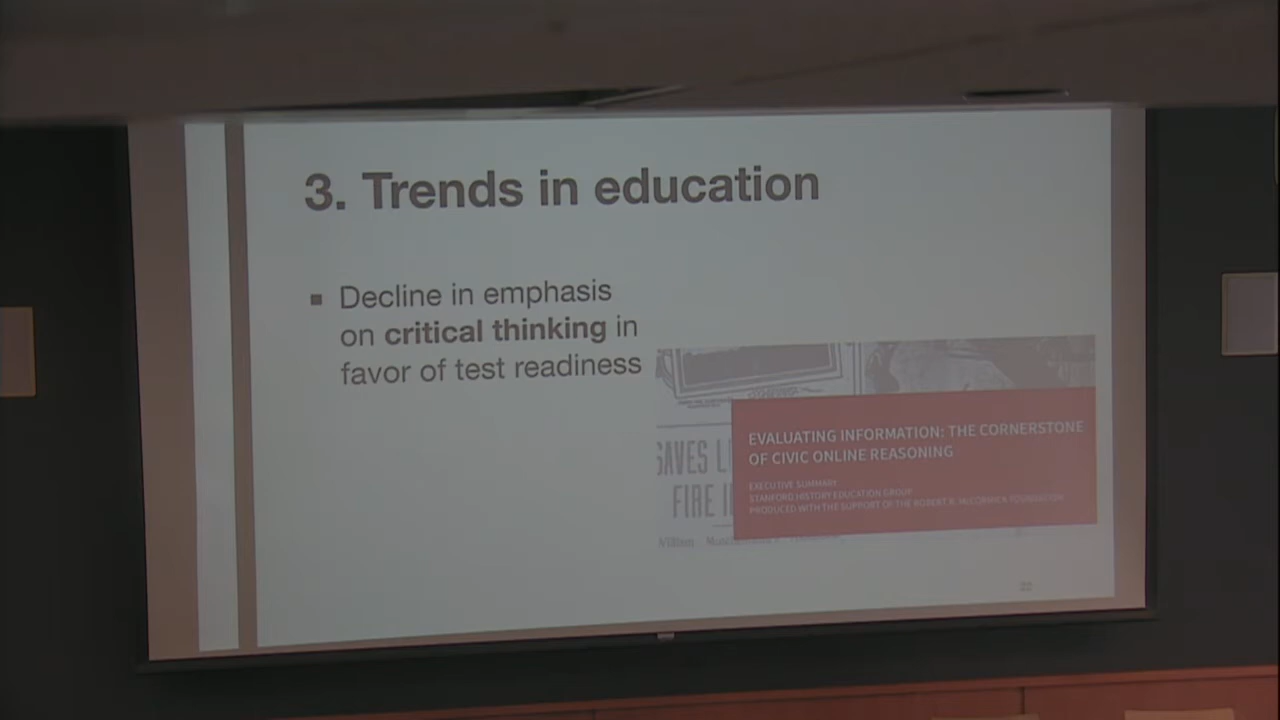 3. Trends in education
Decline in emphasis
on critical thinking in
favor of test readiness
SAVES L
FIRE I
EVALUATING INFORMATION: THE CORNERSTONE
OF CIVIC ONLINE REASONING
EXECUTIVE SUMMARY
STANFORD HISTORY EDUCATION GROUP
PRODUCED WITH THE SUPPORT OF THE ROBERT R. McCORMICK FOUNDATION
William